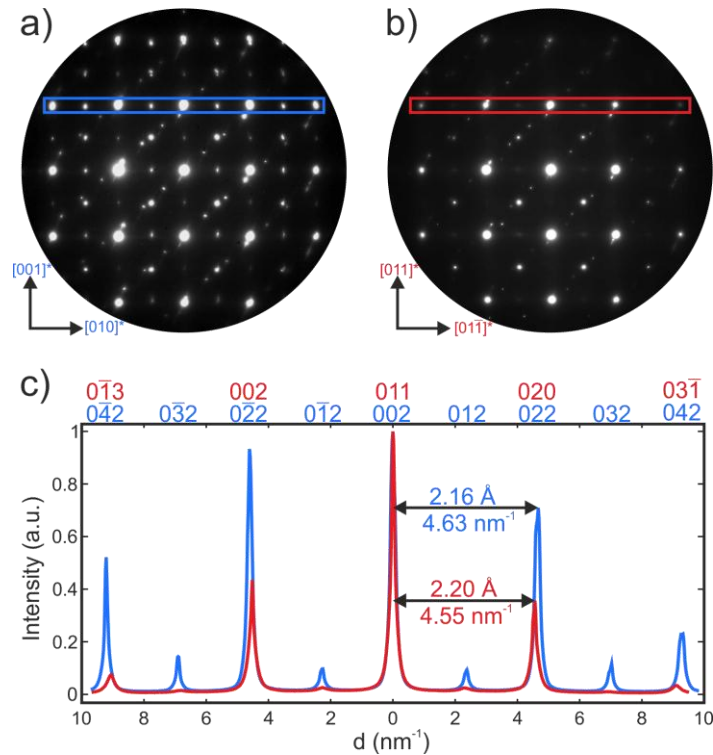 a)
b)
[001]*
[010]*
[011]*
[011̅]*
c)
01̅3 002 011 020 031̅
04̅2 03̅2 02̅2 01̅2 002 012 022 032 042
Intensity (a.u.)
1
0.8
0.6
0.4
0.2
0
2.16 Å
4.63 nm⁻¹
2.20 Å
4.55 nm⁻¹
10 8 6 4 2 0 2 4 6 8 10
d (nm⁻¹)